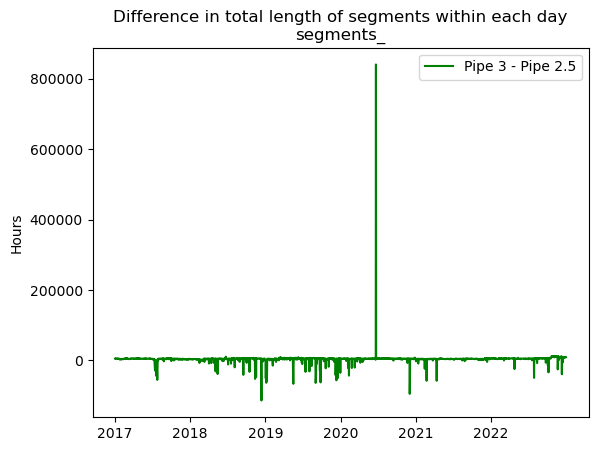 Difference in total length of segments within each day
segments_
Pipe 3 - Pipe 2.5
800000
600000
400000
200000
0
Hours
2017 2018 2019 2020 2021 2022